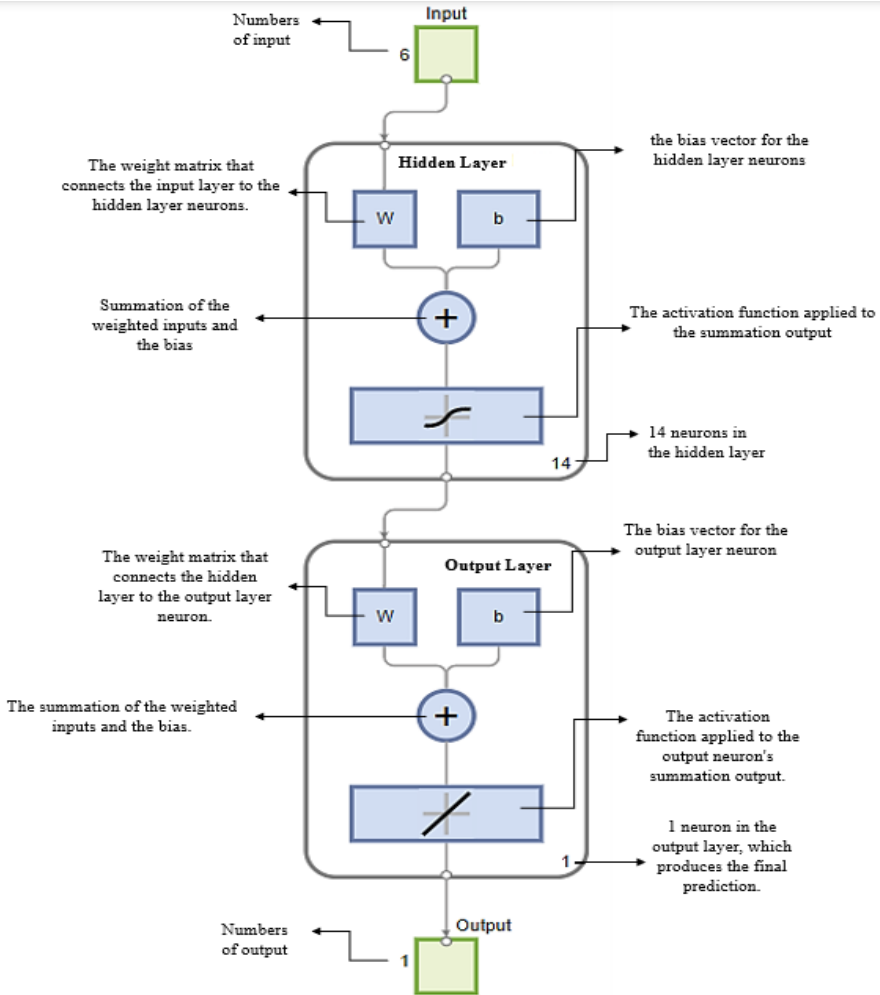 Input
Numbers
of input
6
the bias vector for the
hidden layer neurons
Hidden Layer
The weight matrix that
connects the input layer to the
hidden layer neurons.
W
b
Summation of the
weighted inputs and
the bias
+
The activation function applied to
the summation output
14 neurons in
the hidden layer
14
The bias vector for the
output layer neuron
Output Layer
The weight matrix that
connects the hidden
layer to the output layer
neuron.
W
b
The summation of the weighted
inputs and the bias.
+
The activation
function applied to the
output neuron's
summation output.
1 neuron in the
output layer, which
produces the final
prediction.
1
Output
Numbers
of output
1